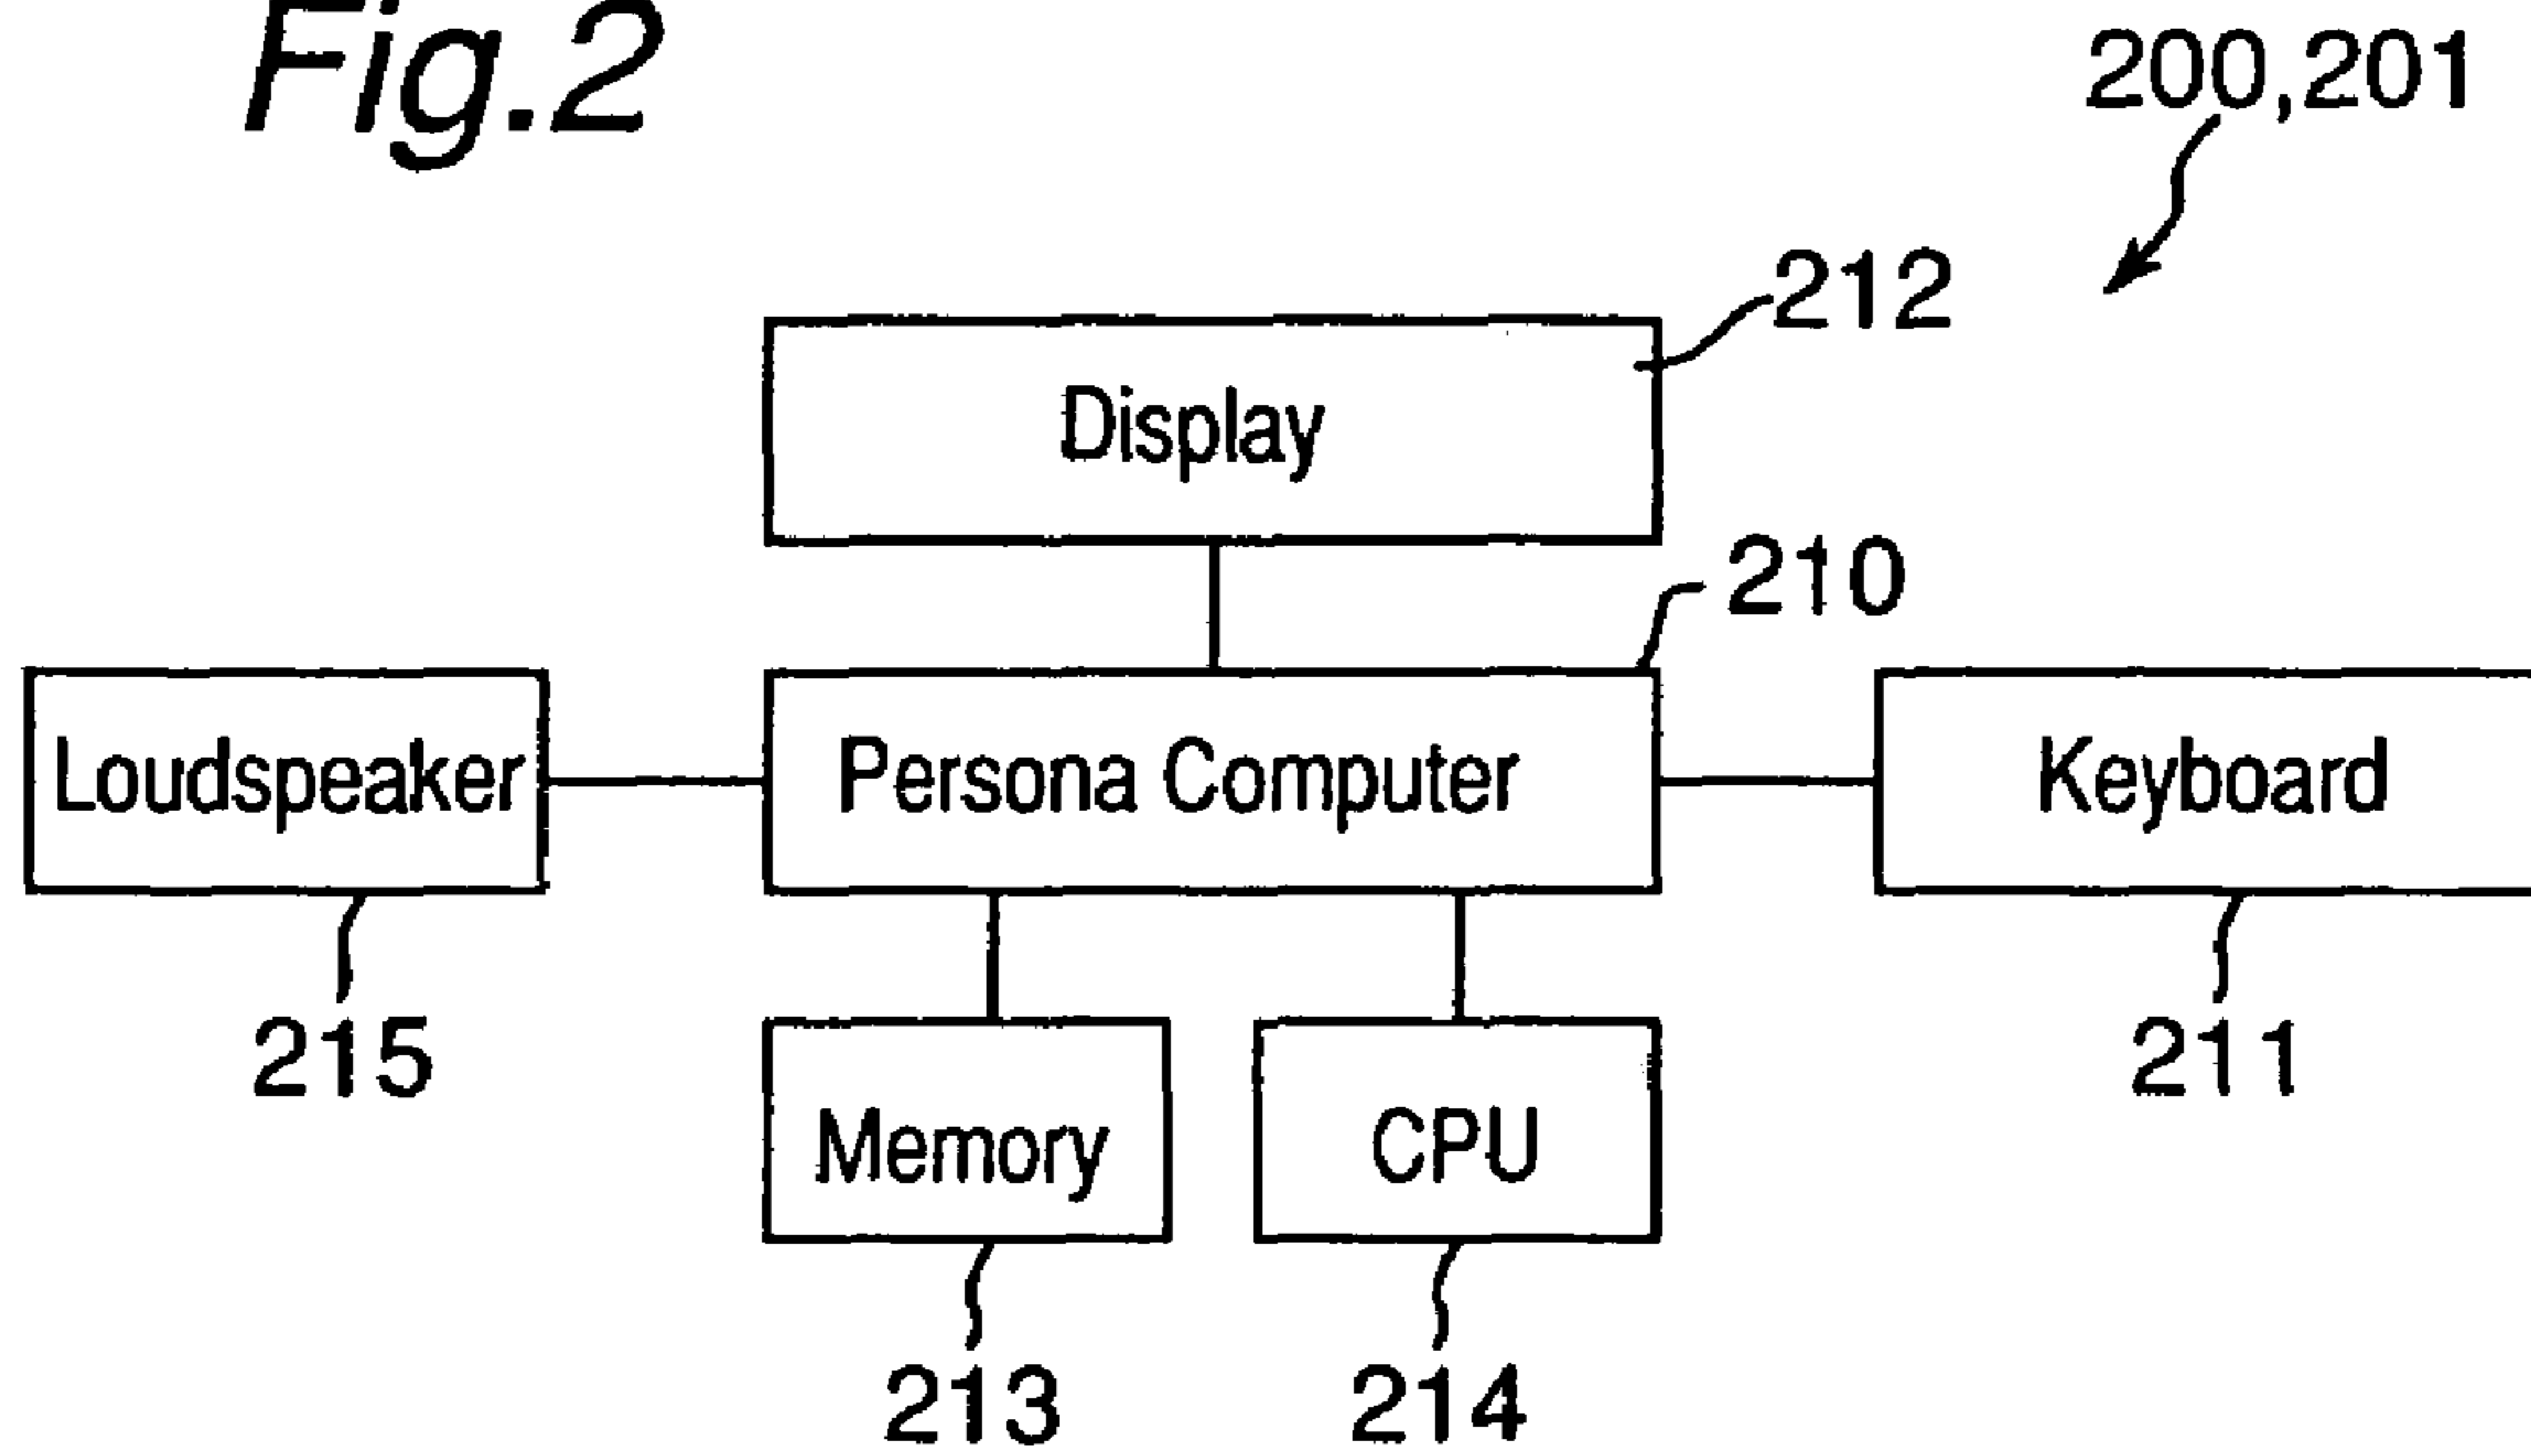 Fig.2
200,201
212
Display
210
Loudspeaker
Persona Computer
Keyboard
215
211
Memory
CPU
213
214